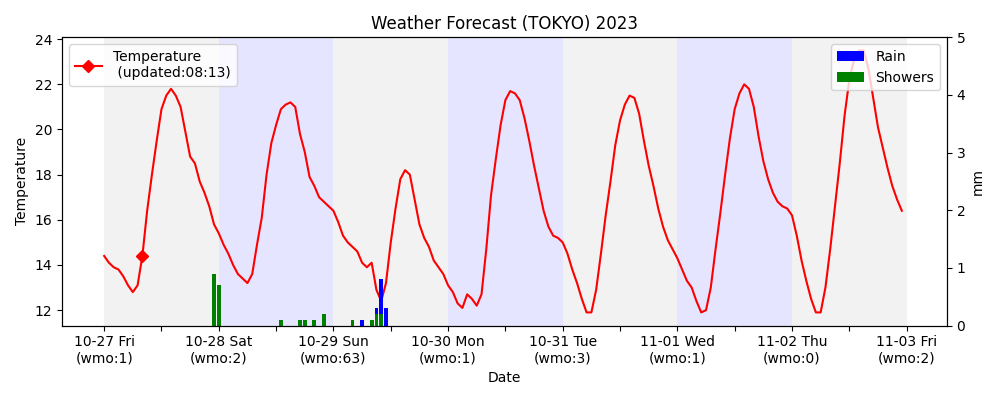 Weather Forecast (TOKYO) 2023
Temperature
(updated:08:13)
Rain
Showers
24
22
20
18
16
14
12
Temperature
5
4
3
2
1
0
mm
10-27 Fri
(wmo:1)
10-28 Sat
(wmo:2)
10-29 Sun
(wmo:63)
10-30 Mon
(wmo:1)
10-31 Tue
(wmo:3)
11-01 Wed
(wmo:1)
11-02 Thu
(wmo:0)
11-03 Fri
(wmo:2)
Date